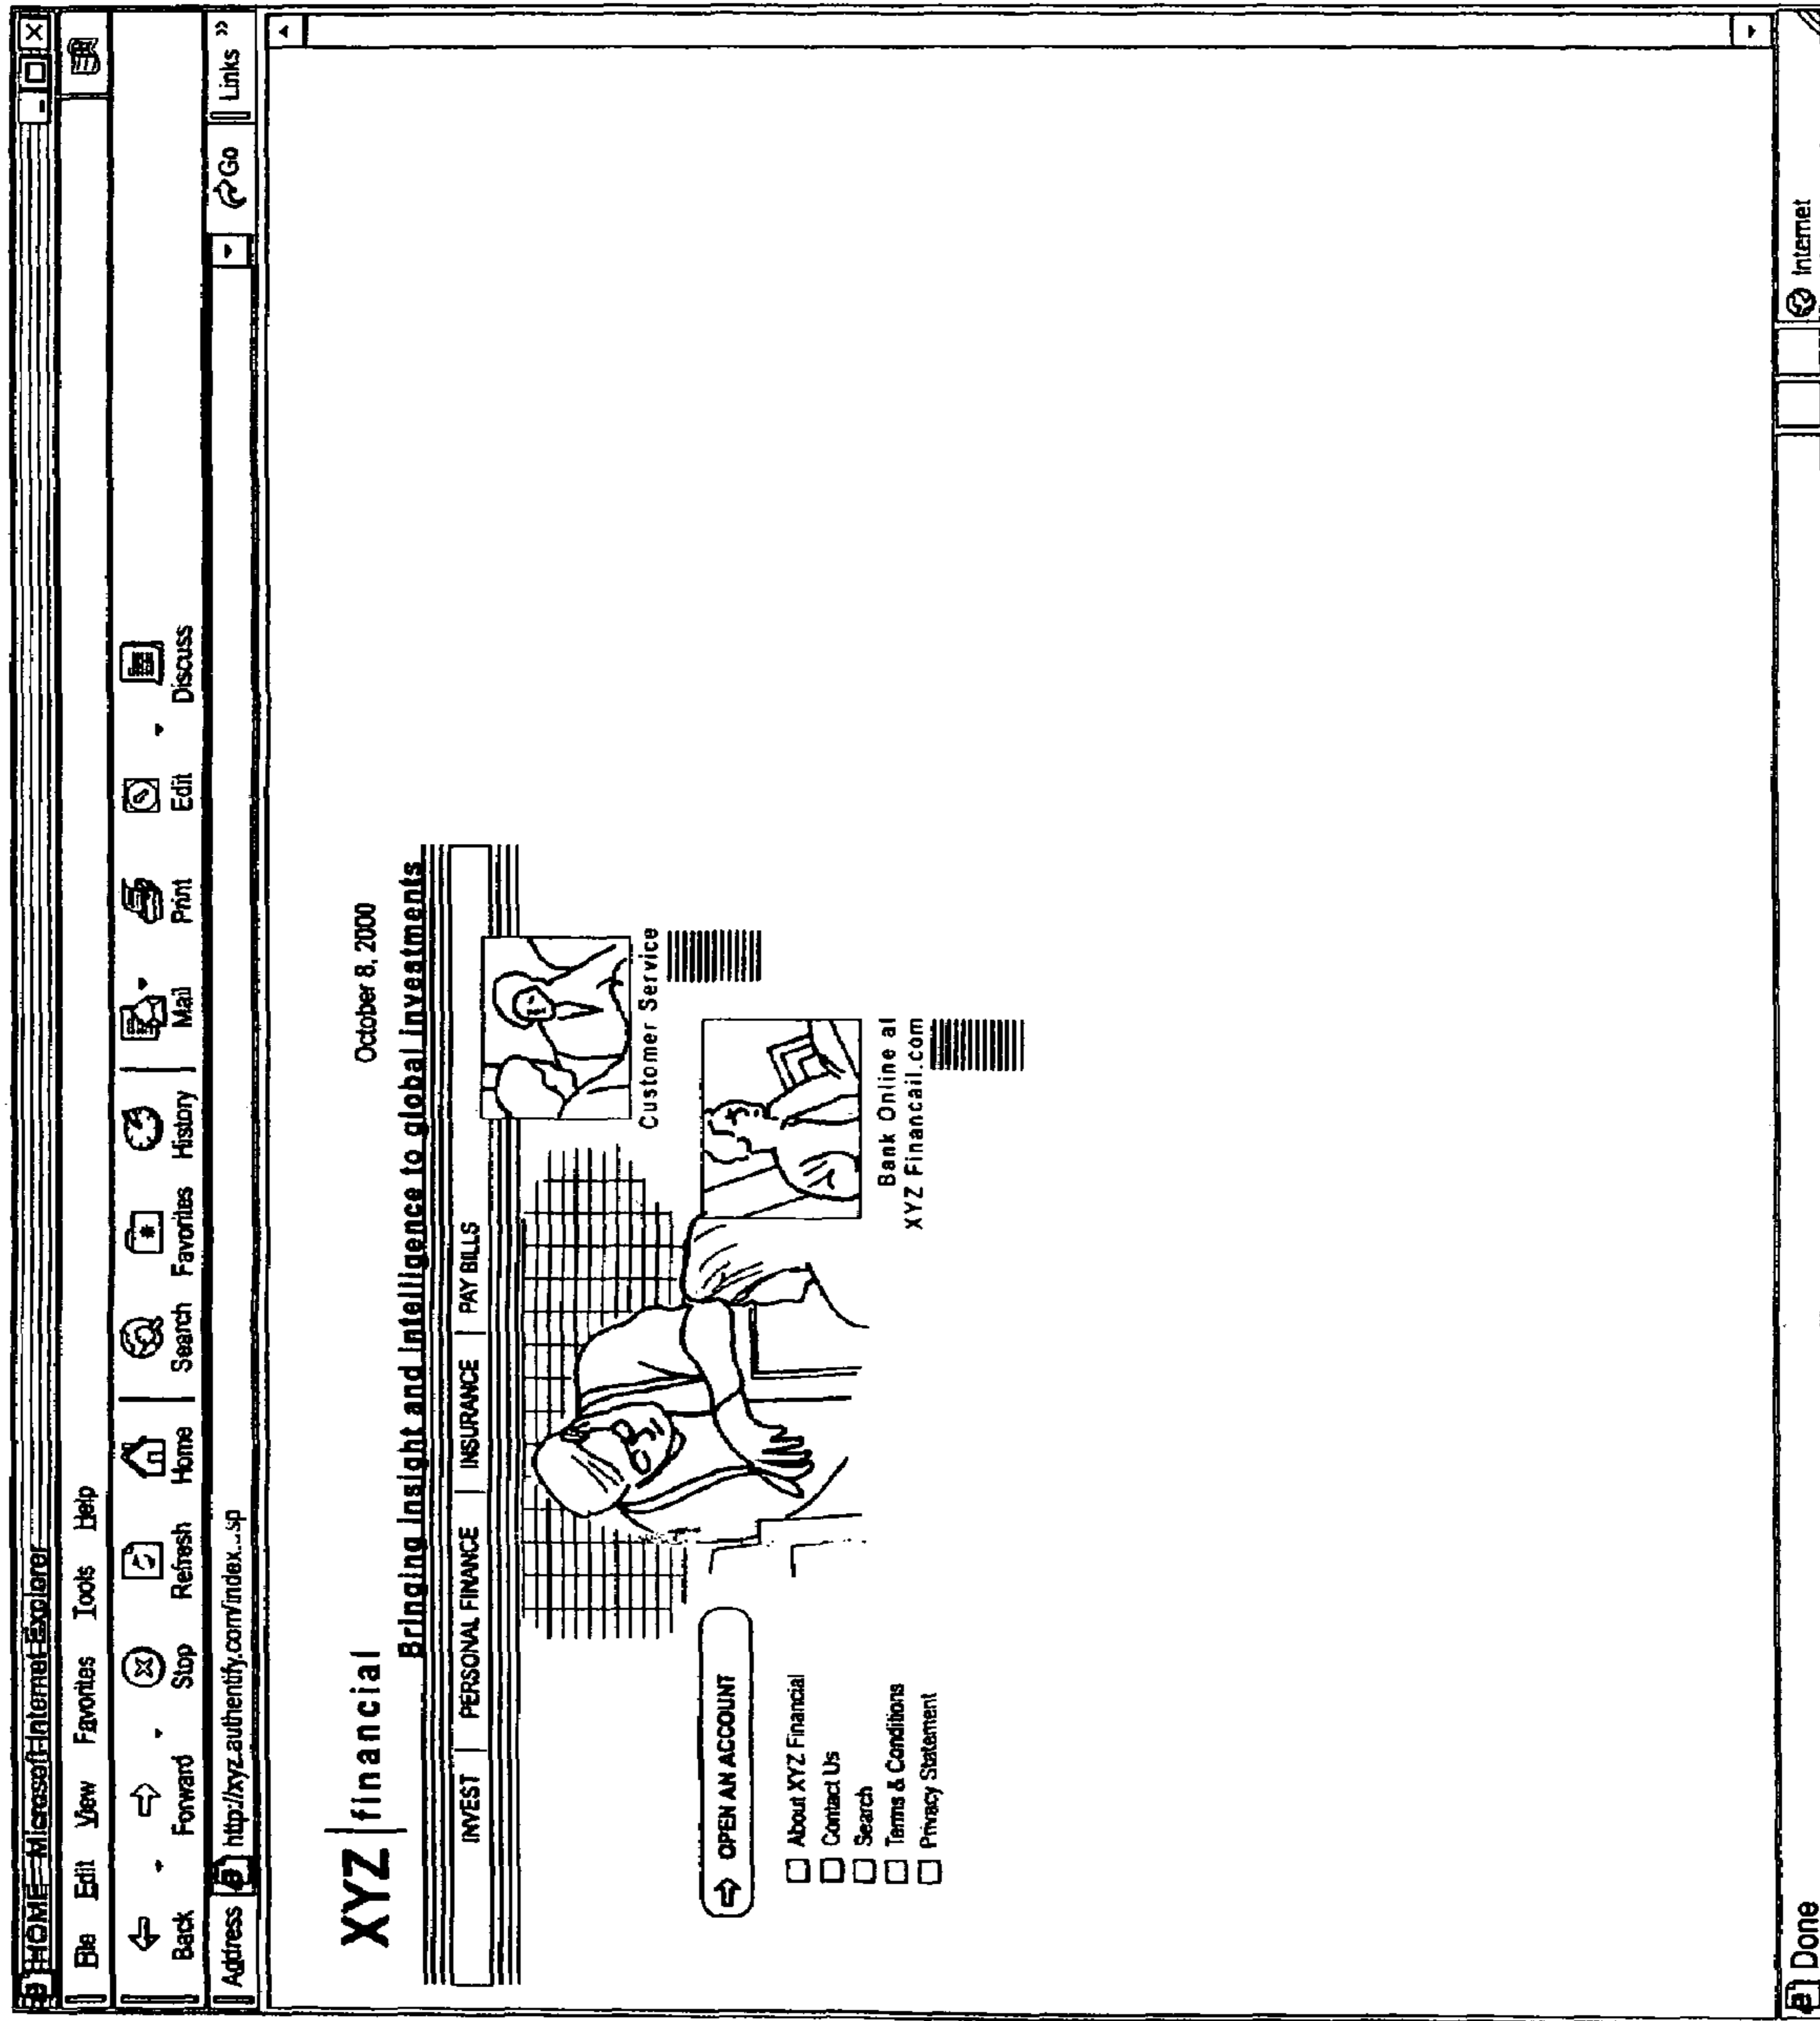 HOME - Microsoft Internet Explorer
File Edit View Favorites Tools Help
Back Forward Stop Refresh Home Search Favorites History Mail Print Edit Discuss
Address http://xyz.authentify.com/index Go Links »
XYZ | financial
October 8, 2000
Bringing insight and intelligence to global investments
INVEST | PERSONAL FINANCE | INSURANCE | PAY BILLS
Customer Service
OPEN AN ACCOUNT
About XYZ Financial
Contact Us
Search
Terms & Conditions
Privacy Statement
Bank Online al
XYZ Financail.com
Done Internet